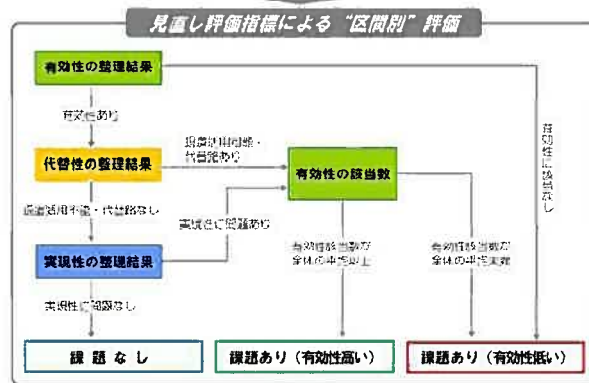 見直し評価指標による“区間別”評価
有効性の整理結果
有効性あり
有効性に該当なし
代替性の整理結果
現道活用可能・
代替路あり
有効性の該当数
現道活用不能・代替路なし
実現性に問題あり
実現性の整理結果
有効性該当数が
全体の平均以上
有効性該当数が
全体の平均未満
実現性に問題なし
課題なし
課題あり（有効性高い）
課題あり（有効性低い）